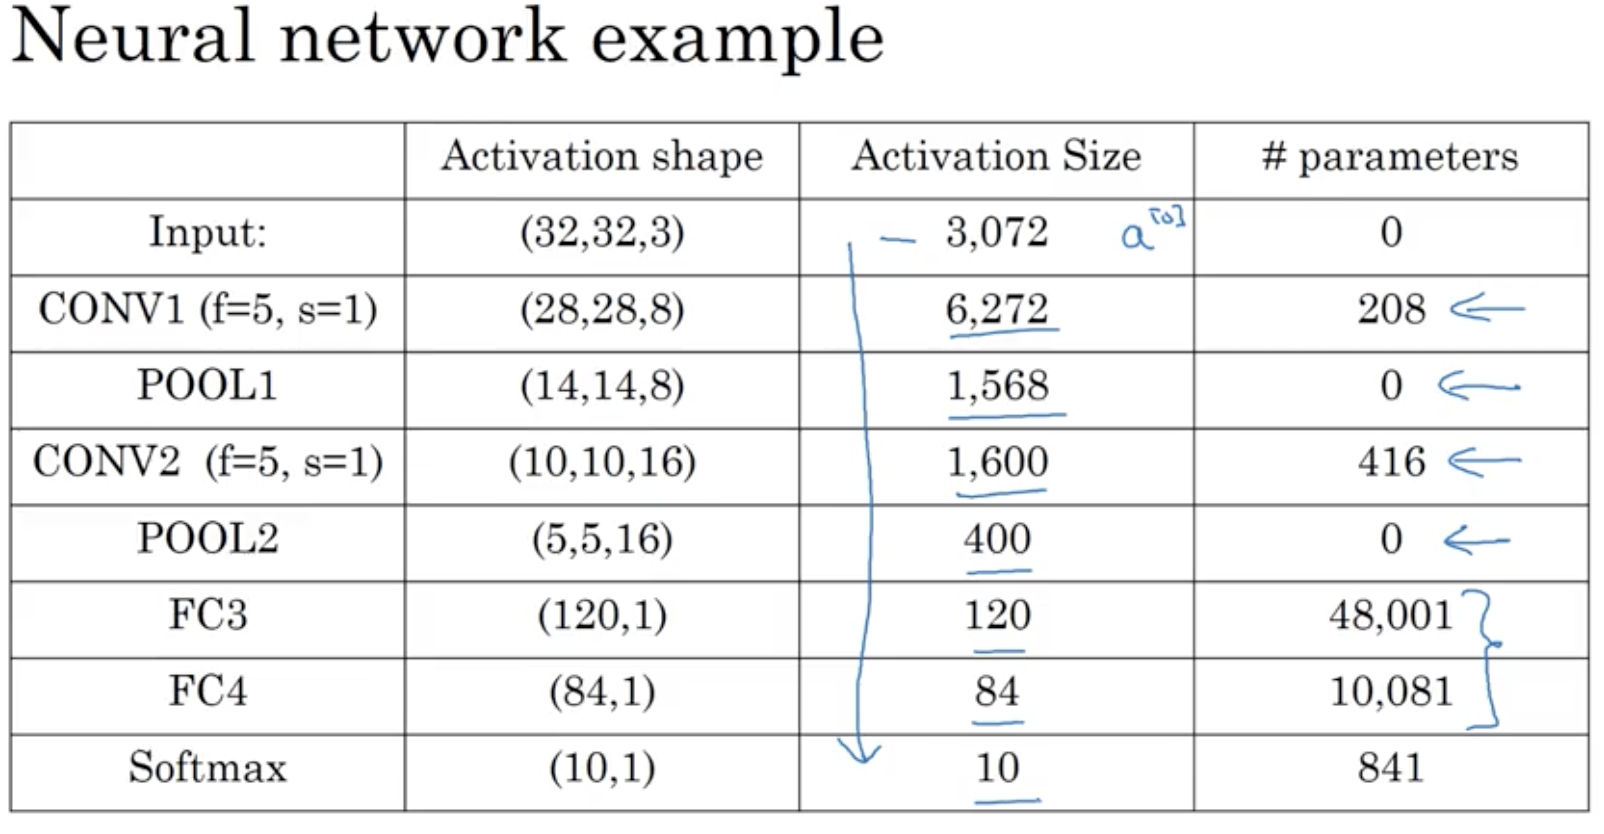 Neural network example
Activation shape Activation Size # parameters
Input: (32,32,3) 3,072 a[0] 0
CONV1 (f=5, s=1) (28,28,8) 6,272 208
POOL1 (14,14,8) 1,568 0
CONV2 (f=5, s=1) (10,10,16) 1,600 416
POOL2 (5,5,16) 400 0
FC3 (120,1) 120 48,001
FC4 (84,1) 84 10,081
Softmax (10,1) 10 841